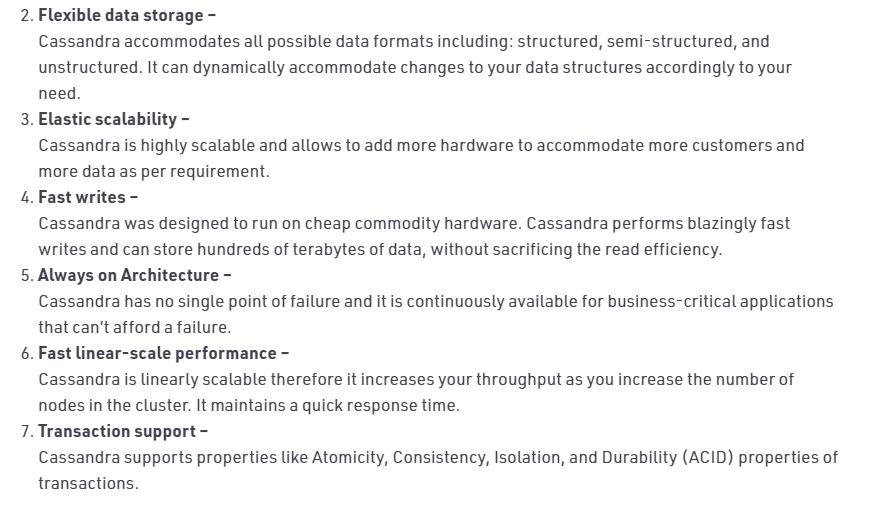 2. Flexible data storage –
Cassandra accommodates all possible data formats including: structured, semi-structured, and
unstructured. It can dynamically accommodate changes to your data structures accordingly to your
need.
3. Elastic scalability –
Cassandra is highly scalable and allows to add more hardware to accommodate more customers and
more data as per requirement.
4. Fast writes –
Cassandra was designed to run on cheap commodity hardware. Cassandra performs blazingly fast
writes and can store hundreds of terabytes of data, without sacrificing the read efficiency.
5. Always on Architecture –
Cassandra has no single point of failure and it is continuously available for business-critical applications
that can't afford a failure.
6. Fast linear-scale performance –
Cassandra is linearly scalable therefore it increases your throughput as you increase the number of
nodes in the cluster. It maintains a quick response time.
7. Transaction support –
Cassandra supports properties like Atomicity, Consistency, Isolation, and Durability (ACID) properties of
transactions.